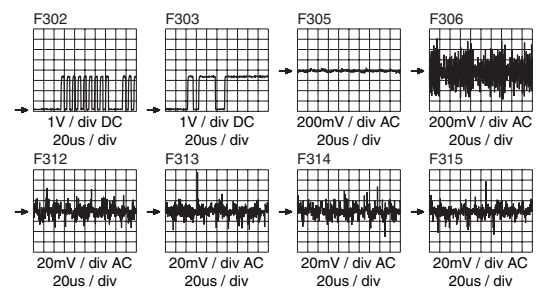 F302 F303 F305 F306
1V / div DC 1V / div DC 200mV / div AC 200mV / div AC
20us / div 20us / div 20us / div 20us / div
F312 F313 F314 F315
20mV / div AC 20mV / div AC 20mV / div AC 20mV / div AC
20us / div 20us / div 20us / div 20us / div